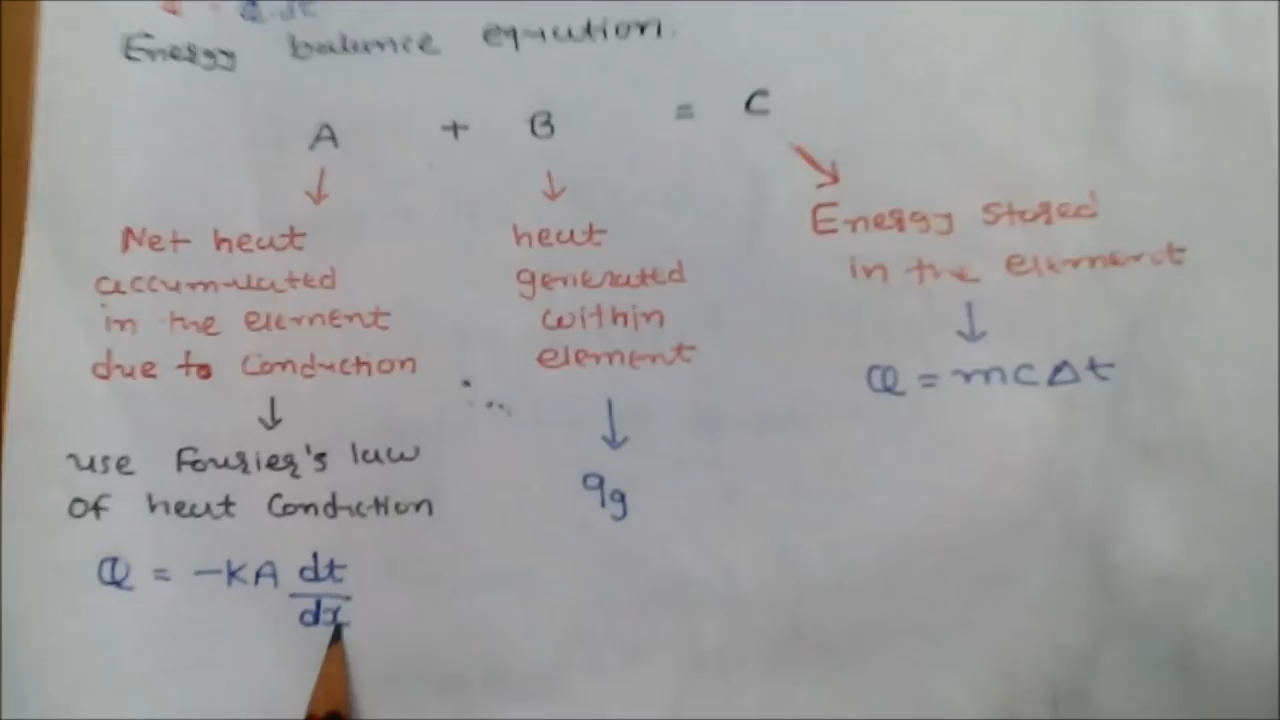 Energy balance equation.
A + B = C
Net heat
accumulated
in the element
due to Conduction
use Fourier's law
of heat Conduction
Q = -KA dt
dx
heat
generated
within
element
qg
Energy stored
in the element
Q = mcΔt